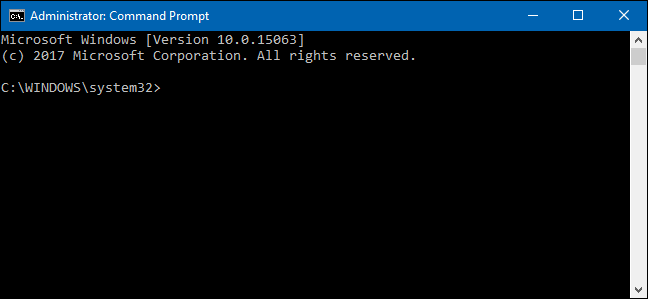 Administrator: Command Prompt
Microsoft Windows [Version 10.0.15063]
(c) 2017 Microsoft Corporation. All rights reserved.
C:\WINDOWS\system32>